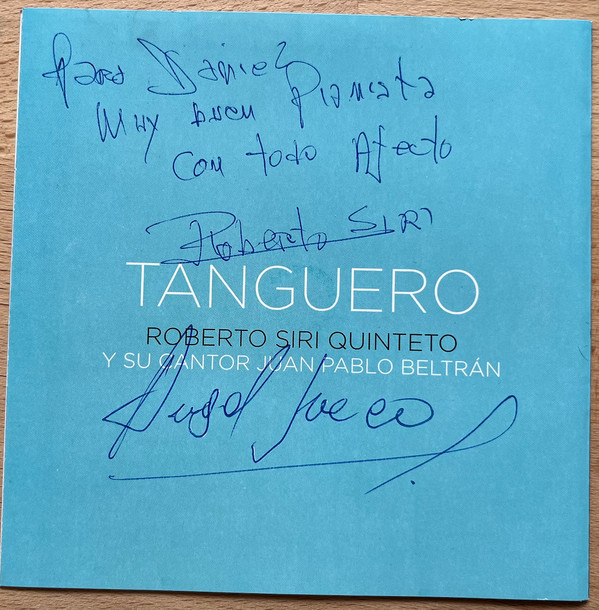 Para Daniel
Muy buen Pianista
con todo Afecto
Roberto SIRI
TANGUERO
ROBERTO SIRI QUINTETO
Y SU CANTOR JUAN PABLO BELTRÁN
Angel